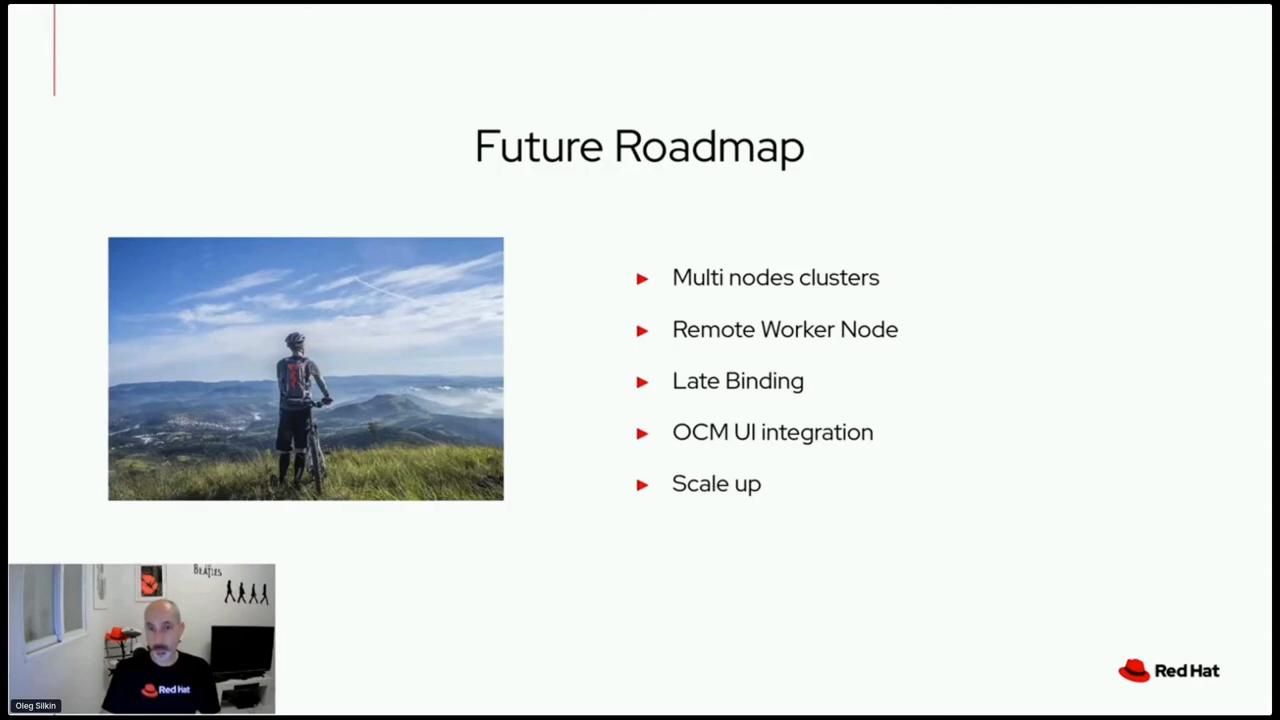 Future Roadmap
Multi nodes clusters
Remote Worker Node
Late Binding
OCM UI integration
Scale up
BEATLES
Red Hat
Oleg Silkin
Red Hat